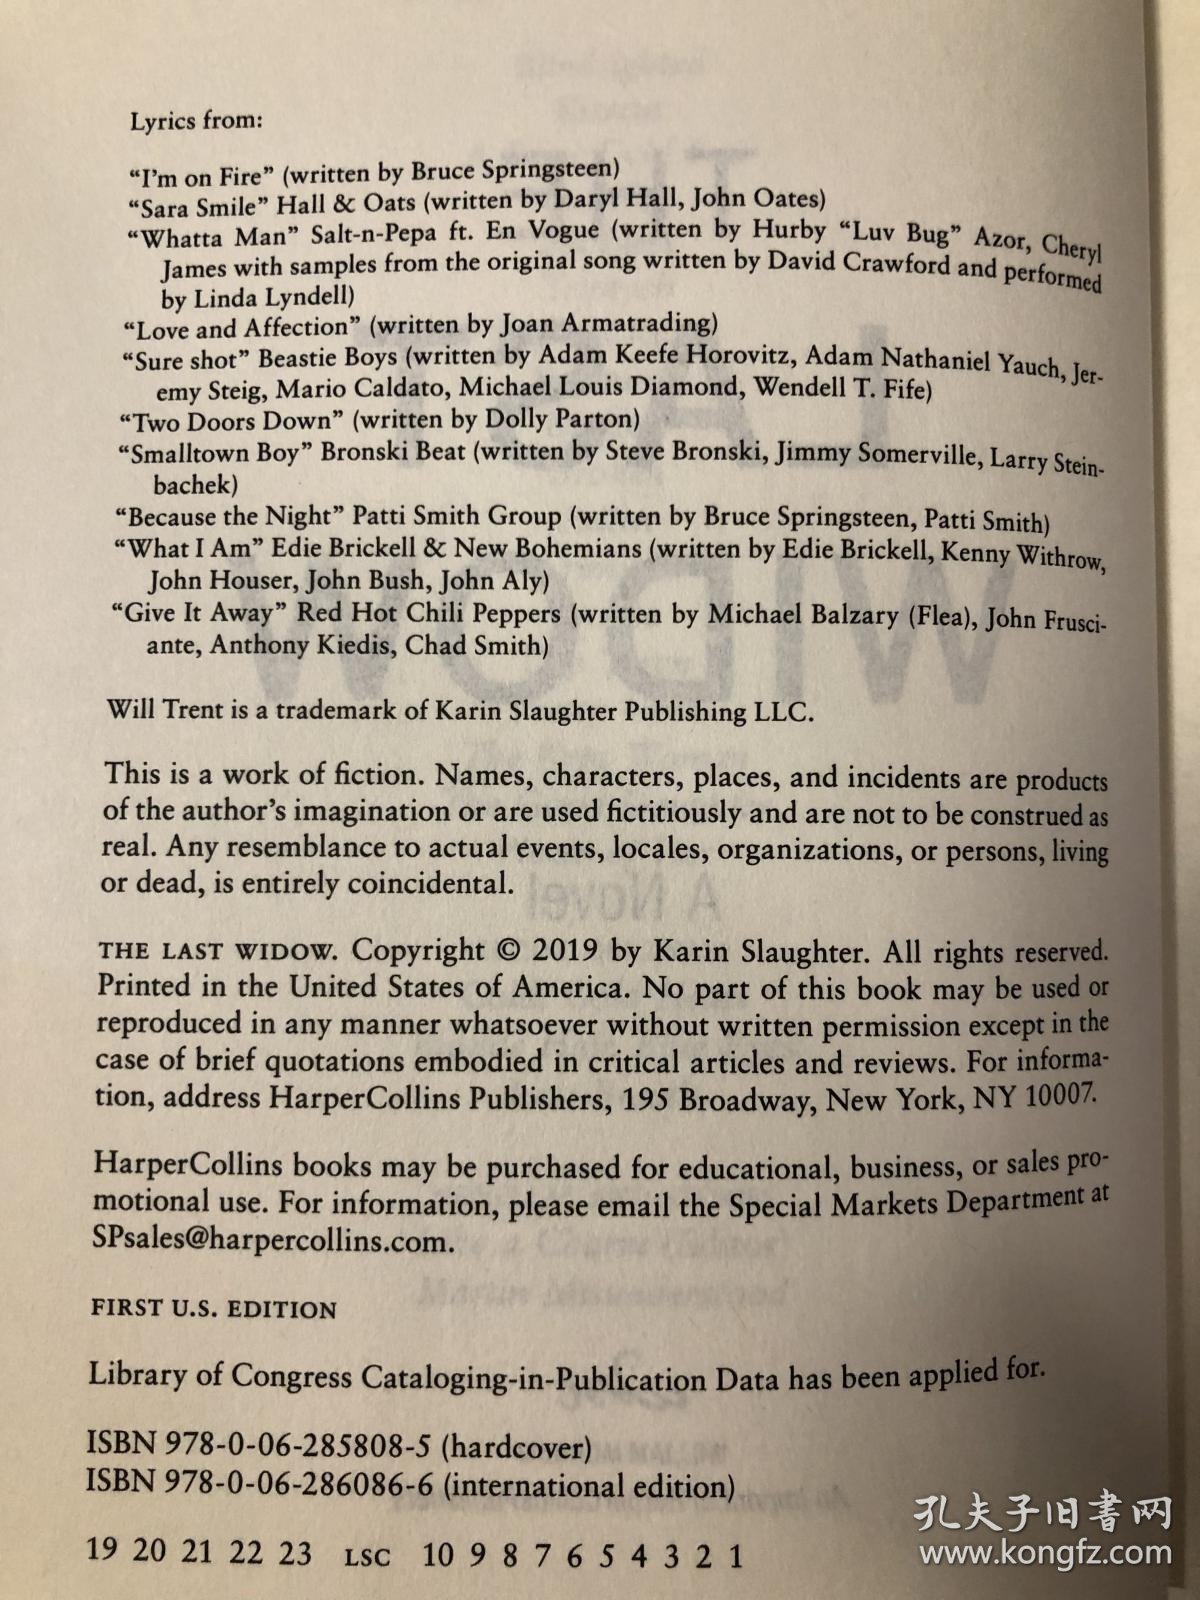 Lyrics from:
“I’m on Fire” (written by Bruce Springsteen)
“Sara Smile” Hall & Oats (written by Daryl Hall, John Oates)
“Whatta Man” Salt-n-Pepa ft. En Vogue (written by Hurby “Luv Bug” Azor, Cheryl
James with samples from the original song written by David Crawford and performed
by Linda Lyndell)
“Love and Affection” (written by Joan Armatrading)
“Sure shot” Beastie Boys (written by Adam Keefe Horovitz, Adam Nathaniel Yauch, Jer-
emy Steig, Mario Caldato, Michael Louis Diamond, Wendell T. Fife)
“Two Doors Down” (written by Dolly Parton)
“Smalltown Boy” Bronski Beat (written by Steve Bronski, Jimmy Somerville, Larry Stein-
bachek)
“Because the Night” Patti Smith Group (written by Bruce Springsteen, Patti Smith)
“What I Am” Edie Brickell & New Bohemians (written by Edie Brickell, Kenny Withrow,
John Houser, John Bush, John Aly)
“Give It Away” Red Hot Chili Peppers (written by Michael Balzary (Flea), John Frusci-
ante, Anthony Kiedis, Chad Smith)
Will Trent is a trademark of Karin Slaughter Publishing LLC.
This is a work of fiction. Names, characters, places, and incidents are products
of the author’s imagination or are used fictitiously and are not to be construed as
real. Any resemblance to actual events, locales, organizations, or persons, living
or dead, is entirely coincidental.
THE LAST WIDOW. Copyright © 2019 by Karin Slaughter. All rights reserved.
Printed in the United States of America. No part of this book may be used or
reproduced in any manner whatsoever without written permission except in the
case of brief quotations embodied in critical articles and reviews. For informa-
tion, address HarperCollins Publishers, 195 Broadway, New York, NY 10007.
HarperCollins books may be purchased for educational, business, or sales pro-
motional use. For information, please email the Special Markets Department at
SPsales@harpercollins.com.
FIRST U.S. EDITION
Library of Congress Cataloging-in-Publication Data has been applied for.
ISBN 978-0-06-285808-5 (hardcover)
ISBN 978-0-06-286086-6 (international edition)
19 20 21 22 23 LSC 10 9 8 7 6 5 4 3 2 1
孔夫子旧書网
www.kongfz.com